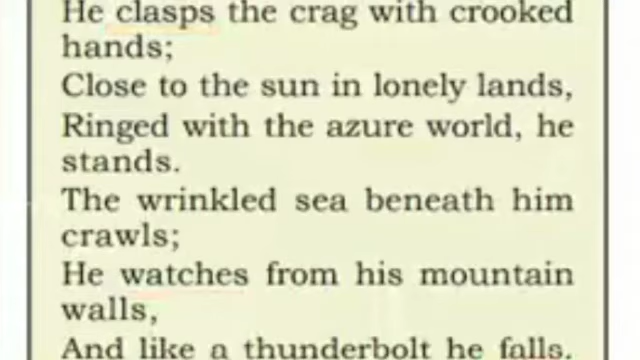 He clasps the crag with crooked
hands;
Close to the sun in lonely lands,
Ringed with the azure world, he
stands.
The wrinkled sea beneath him
crawls;
He watches from his mountain
walls,
And like a thunderbolt he falls.